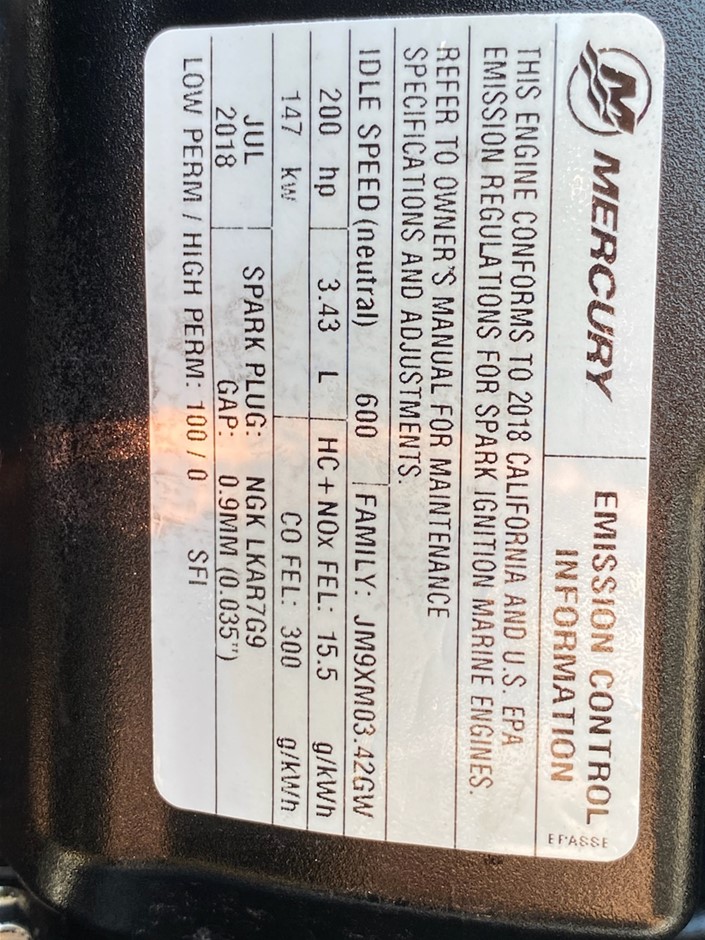 MERCURY
EMISSION CONTROL
INFORMATION
EPASSE
THIS ENGINE CONFORMS TO 2018 CALIFORNIA AND U.S. EPA
EMISSION REGULATIONS FOR SPARK IGNITION MARINE ENGINES.
REFER TO OWNER'S MANUAL FOR MAINTENANCE
SPECIFICATIONS AND ADJUSTMENTS.
IDLE SPEED (neutral) 600 FAMILY: JM9XM03.42GW
200 hp 3.43 L HC + NOx FEL: 15.5 g/kWh
147 kw CO FEL: 300 g/kWh
JUL SPARK PLUG: NGK LKAR7G9
2018 GAP: 0.9MM (0.035")
LOW PERM / HIGH PERM: 100 / 0 SFI